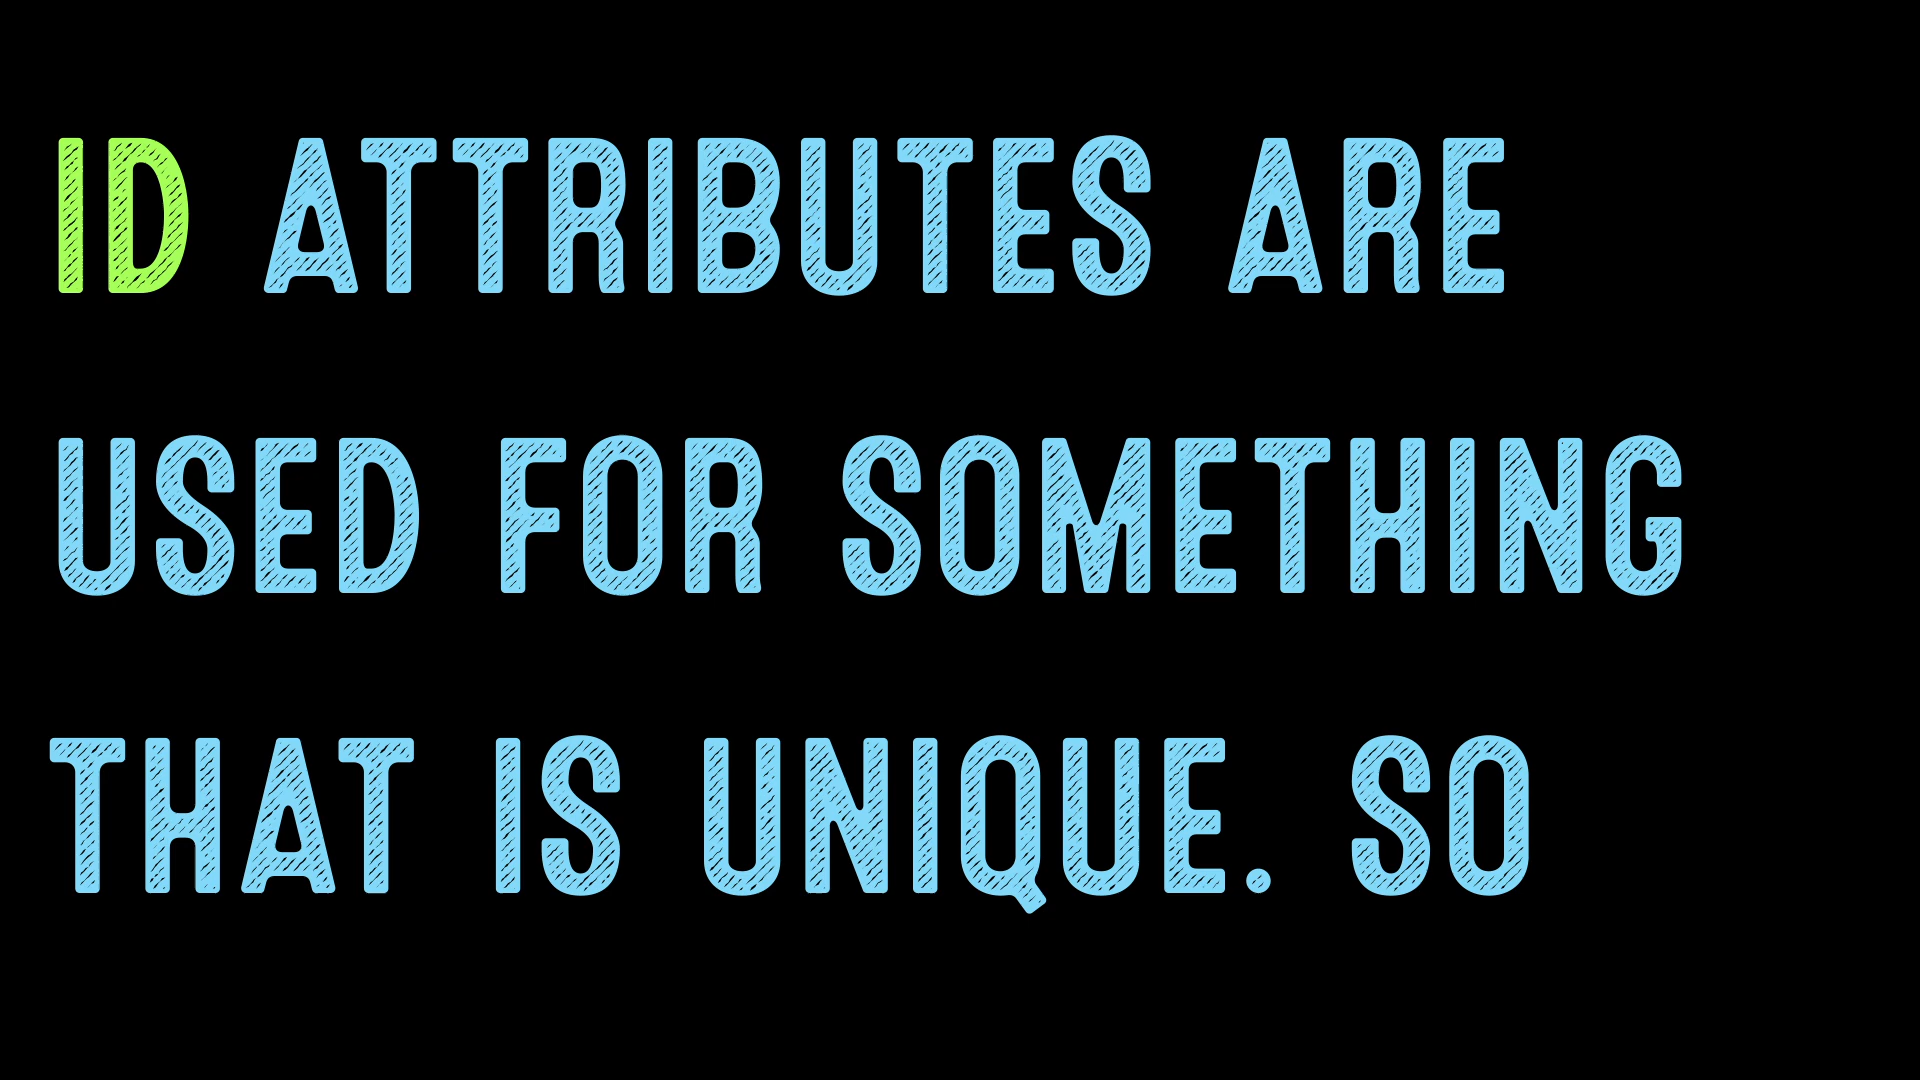 ID ATTRIBUTES ARE
USED FOR SOMETHING
THAT IS UNIQUE. SO